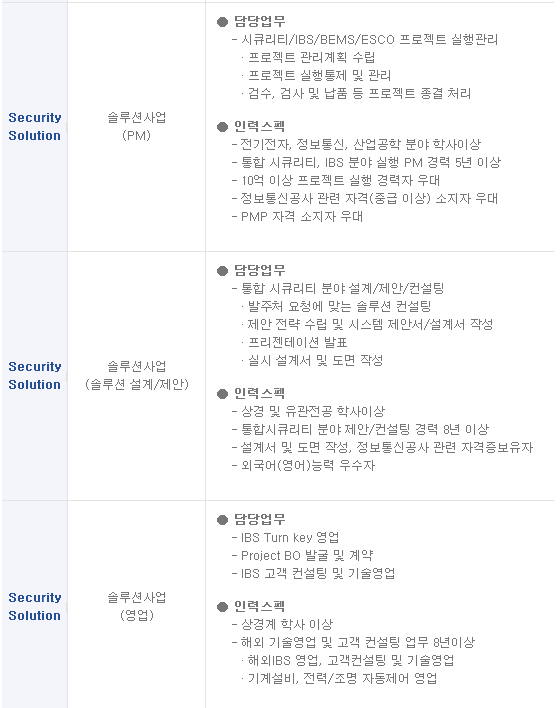 ● 담당업무
- 시큐리티/IBS/BEMS/ESCO 프로젝트 실행관리
· 프로젝트 관리계획 수립
· 프로젝트 실행통제 및 관리
· 검수, 검사 및 납품 등 프로젝트 종결 처리
Security Solution
솔루션사업
(PM)
● 인력스펙
- 전기전자, 정보통신, 산업공학 분야 학사이상
- 통합 시큐리티, IBS 분야 실행 PM 경력 5년 이상
- 10억 이상 프로젝트 실행 경력자 우대
- 정보통신공사 관련 자격(중급 이상) 소지자 우대
- PMP 자격 소지자 우대
● 담당업무
- 통합 시큐리티 분야 설계/제안/컨설팅
· 발주처 요청에 맞는 솔루션 컨설팅
· 제안 전략 수립 및 시스템 제안서/설계서 작성
· 프리젠테이션 발표
· 실시 설계서 및 도면 작성
Security Solution
솔루션사업
(솔루션 설계/제안)
● 인력스펙
- 상경 및 유관전공 학사이상
- 통합시큐리티 분야 제안/컨설팅 경력 8년 이상
- 설계서 및 도면 작성, 정보통신공사 관련 자격증보유자
- 외국어(영어)능력 우수자
● 담당업무
- IBS Turn key 영업
- Project BO 발굴 및 계약
- IBS 고객 컨설팅 및 기술영업
Security Solution
솔루션사업
(영업)
● 인력스펙
- 상경계 학사 이상
- 해외 기술영업 및 고객 컨설팅 업무 8년이상
· 해외IBS 영업, 고객컨설팅 및 기술영업
· 기계설비, 전력/조명 자동제어 영업